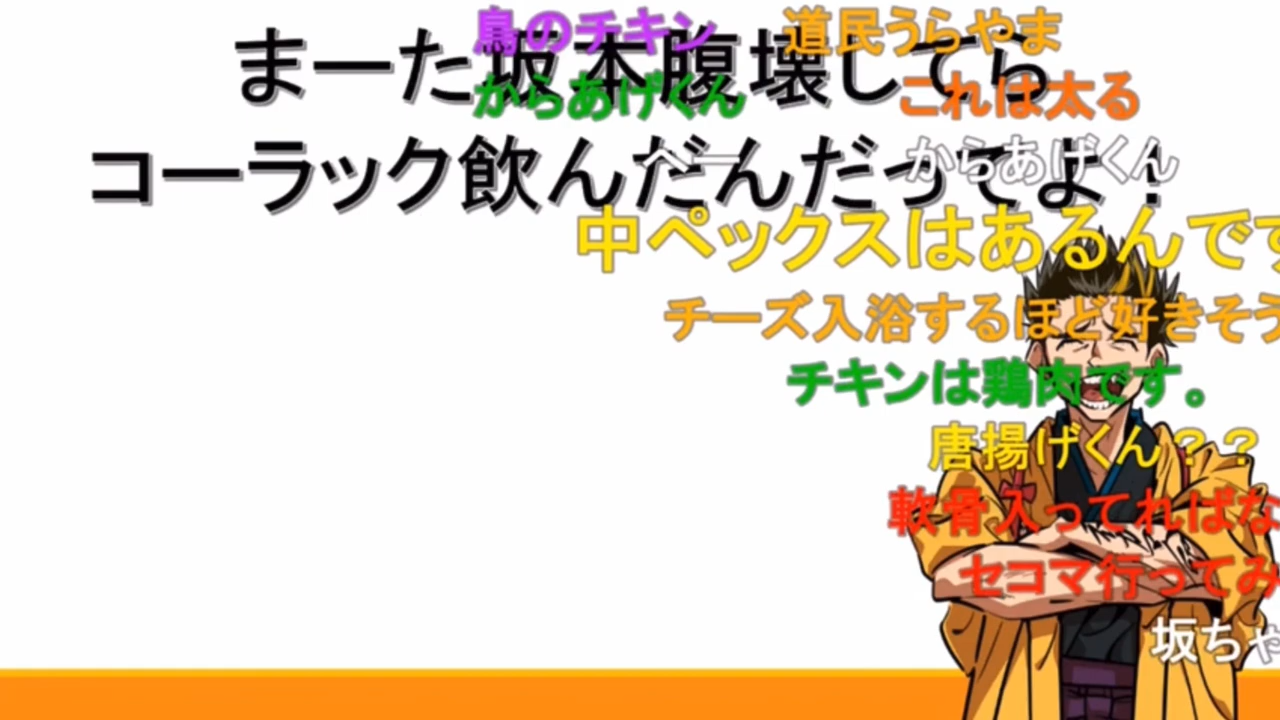 まーた坂本腹壊してら
コーラック飲んだんだってよ！
鳥のチキン
道民うらやま
からあげくん
これは太る
へー
からあげくん
中ペックスはあるんです
チーズ入浴するほど好きそう
チキンは鶏肉です。
唐揚げくん？？
軟骨入ってればな
セコマ行ってみ
坂ちゃ